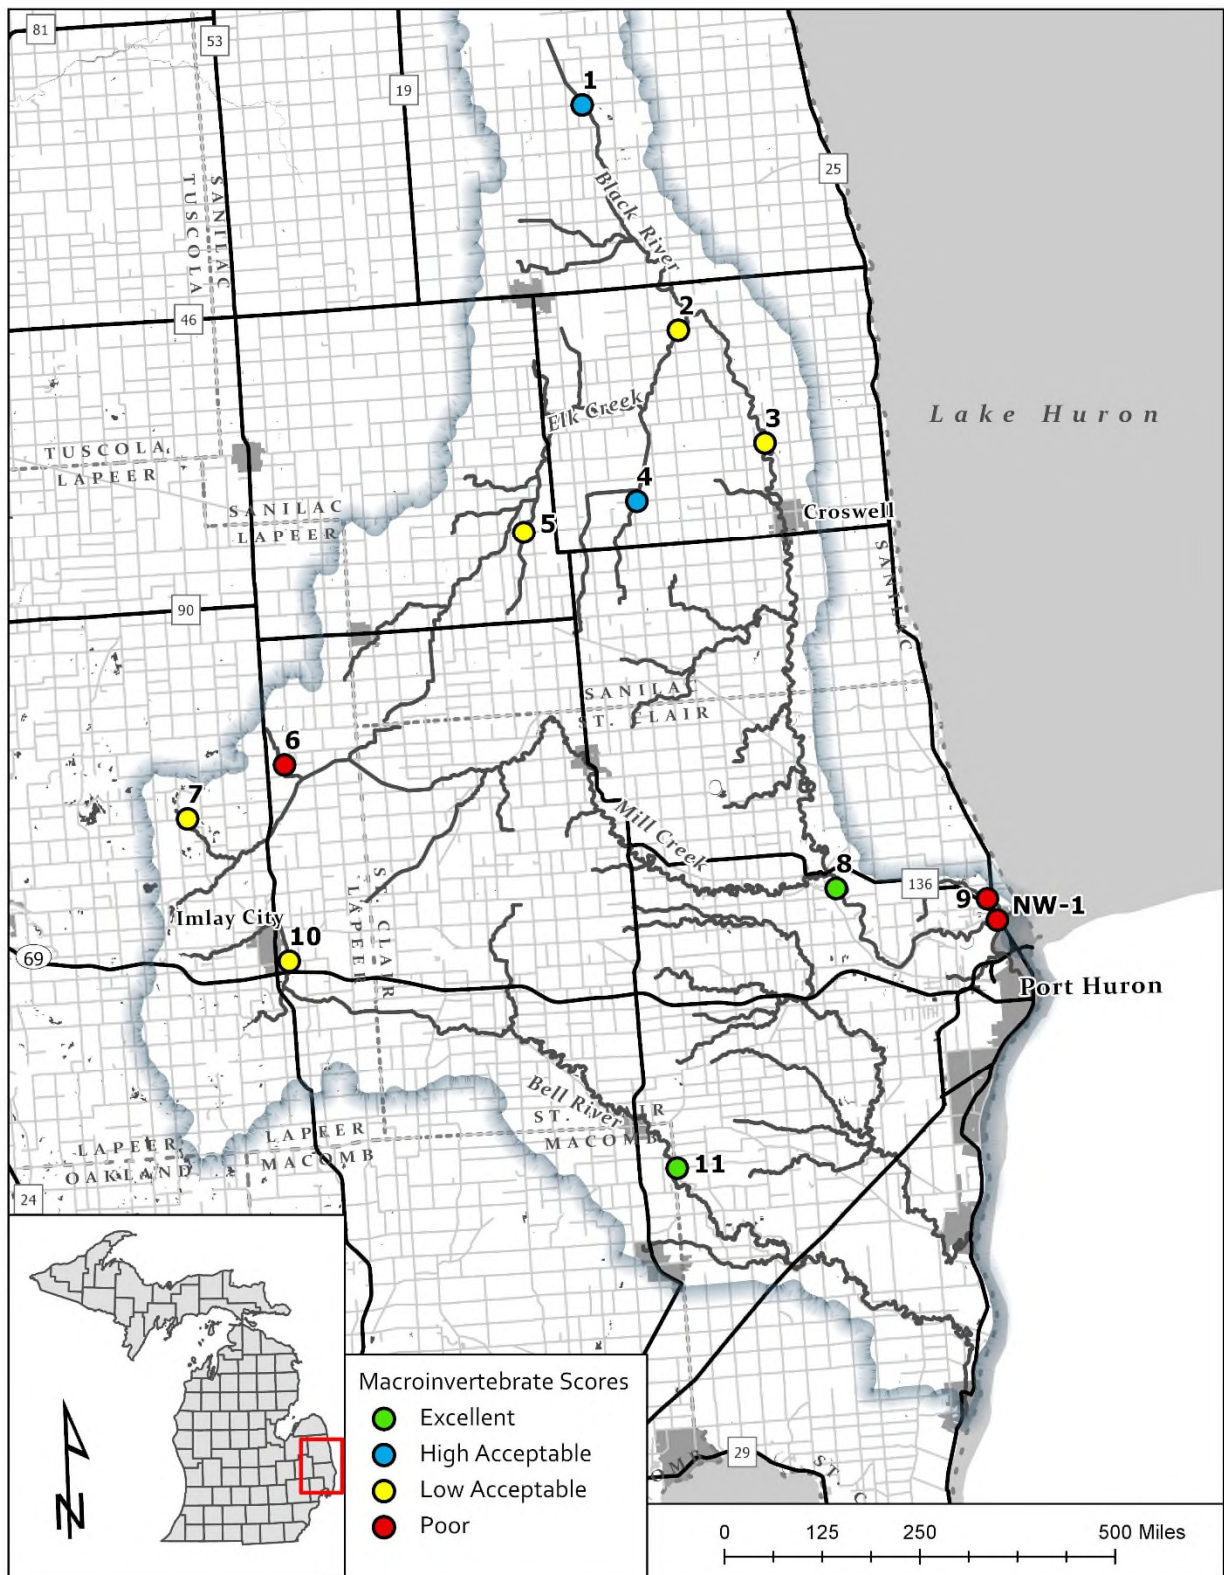 81
53
19
1
25
SANILAC
TUSCOLA
Black River
46
2
Elk Creek
3
Lake Huron
TUSCOLA
LAPEER
4
SANILAC
LAPEER
5
Croswell
SANILAC
90
SANILAC
ST. CLAIR
6
7
Mill Creek
8
136
9
NW-1
ST. CLAIR
LAPEER
Imlay City
10
69
Port Huron
Bell River
ST. CLAIR
MACOMB
LAPEER
OAKLAND
LAPEER
MACOMB
11
24
29
ST. C
N
Macroinvertebrate Scores
Excellent
High Acceptable
Low Acceptable
Poor
0 125 250 500 Miles